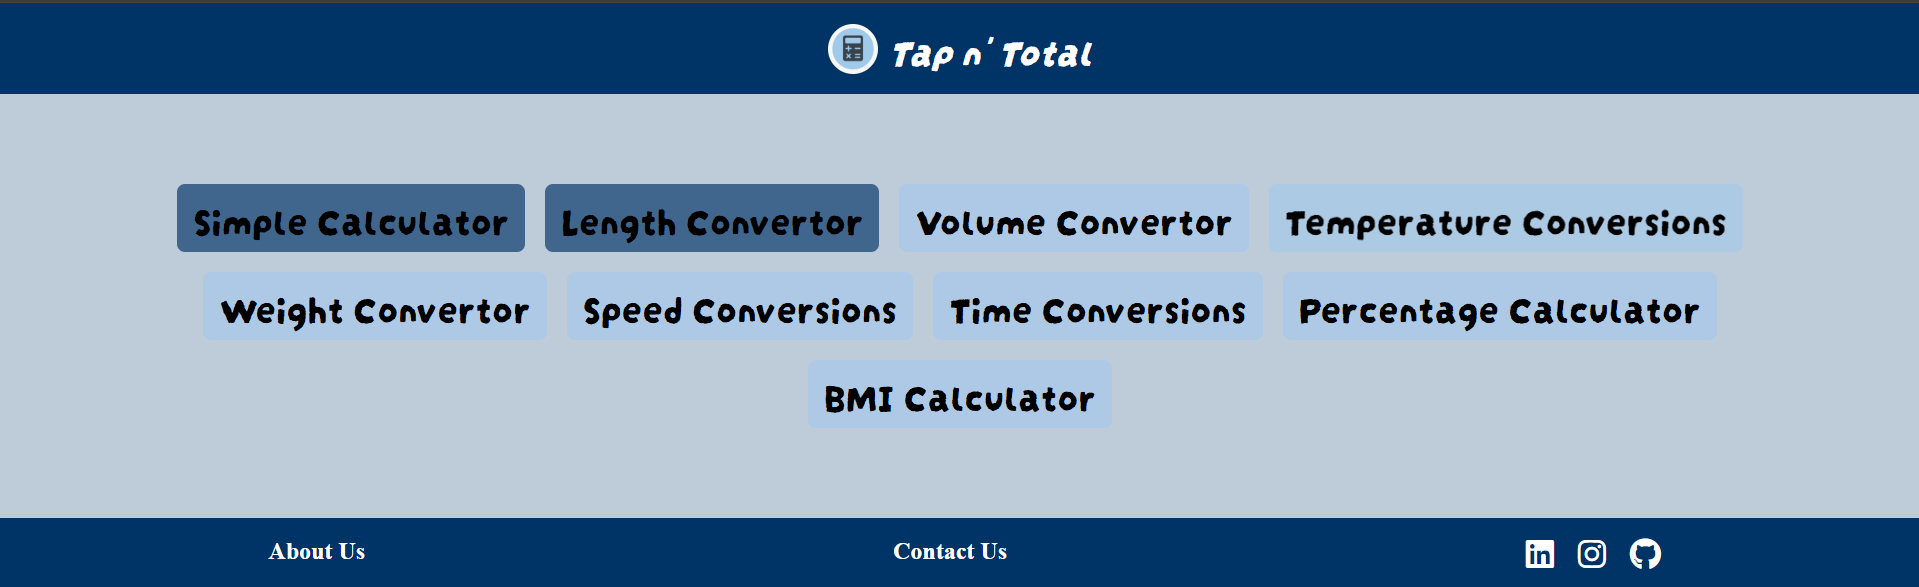 Tap n' Total
Simple Calculator Length Convertor Volume Convertor Temperature Conversions
Weight Convertor Speed Conversions Time Conversions Percentage Calculator
BMI Calculator
About Us Contact Us in